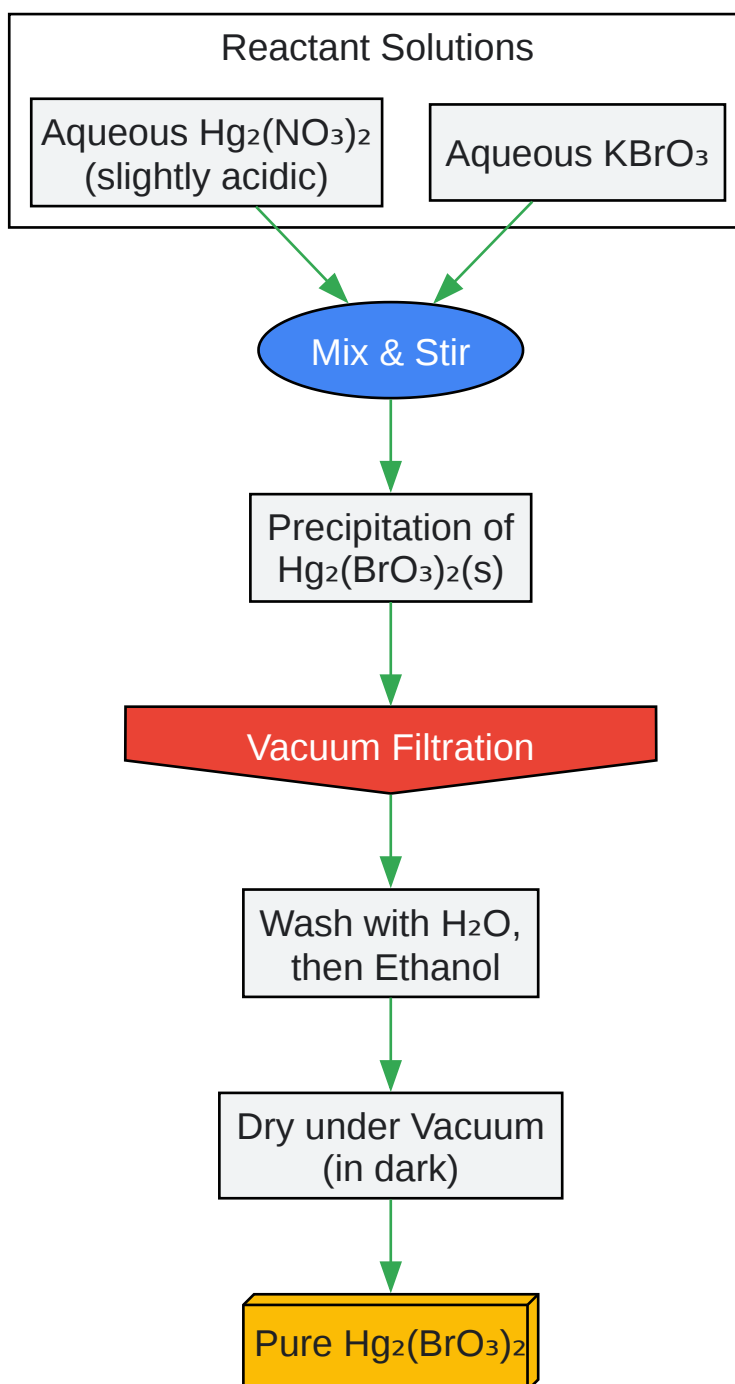 Reactant Solutions
Aqueous Hg₂(NO₃)₂
(slightly acidic)
Aqueous KBrO₃
Mix & Stir
Precipitation of
Hg₂(BrO₃)₂(s)
Vacuum Filtration
Wash with H₂O,
then Ethanol
Dry under Vacuum
(in dark)
Pure Hg₂(BrO₃)₂